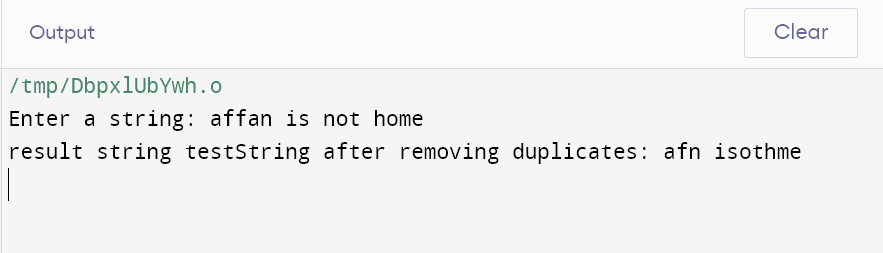 Output
Clear
/tmp/DbpxlUbYwh.o
Enter a string: affan is not home
result string testString after removing duplicates: afn isothme